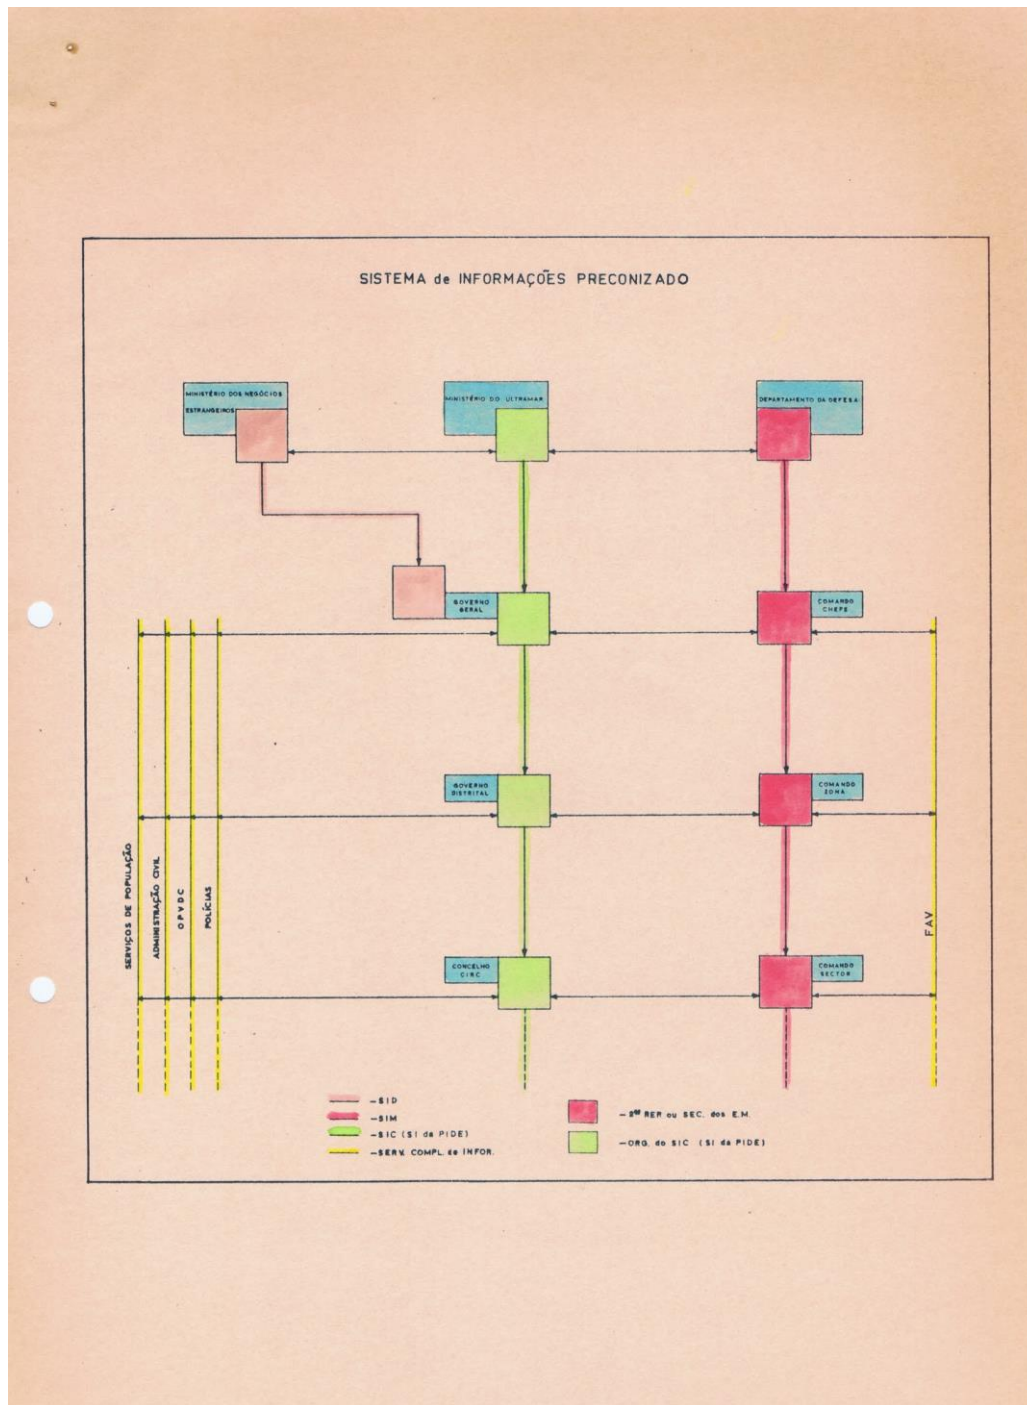 SISTEMA de INFORMAÇÕES PRECONIZADO
MINISTÉRIO DOS NEGÓCIOS
ESTRANGEIROS
MINISTÉRIO DO ULTRAMAR
DEPARTAMENTO DA DEFESA
GOVERNO
GERAL
COMANDO
CHEFE
GOVERNO
DISTRITAL
COMANDO
ZONA
SERVIÇOS DE POPULAÇÃO
ADMINISTRAÇÃO CIVIL
OPVDC
POLÍCIAS
FAV
CONCELHO
CIRC
COMANDO
SECTOR
-SID
-SIM
-SIC (SI da PIDE)
-SERV. COMPL. de INFOR.
-2as REP ou SEC. dos E.M.
-ORG. do SIC (SI da PIDE)